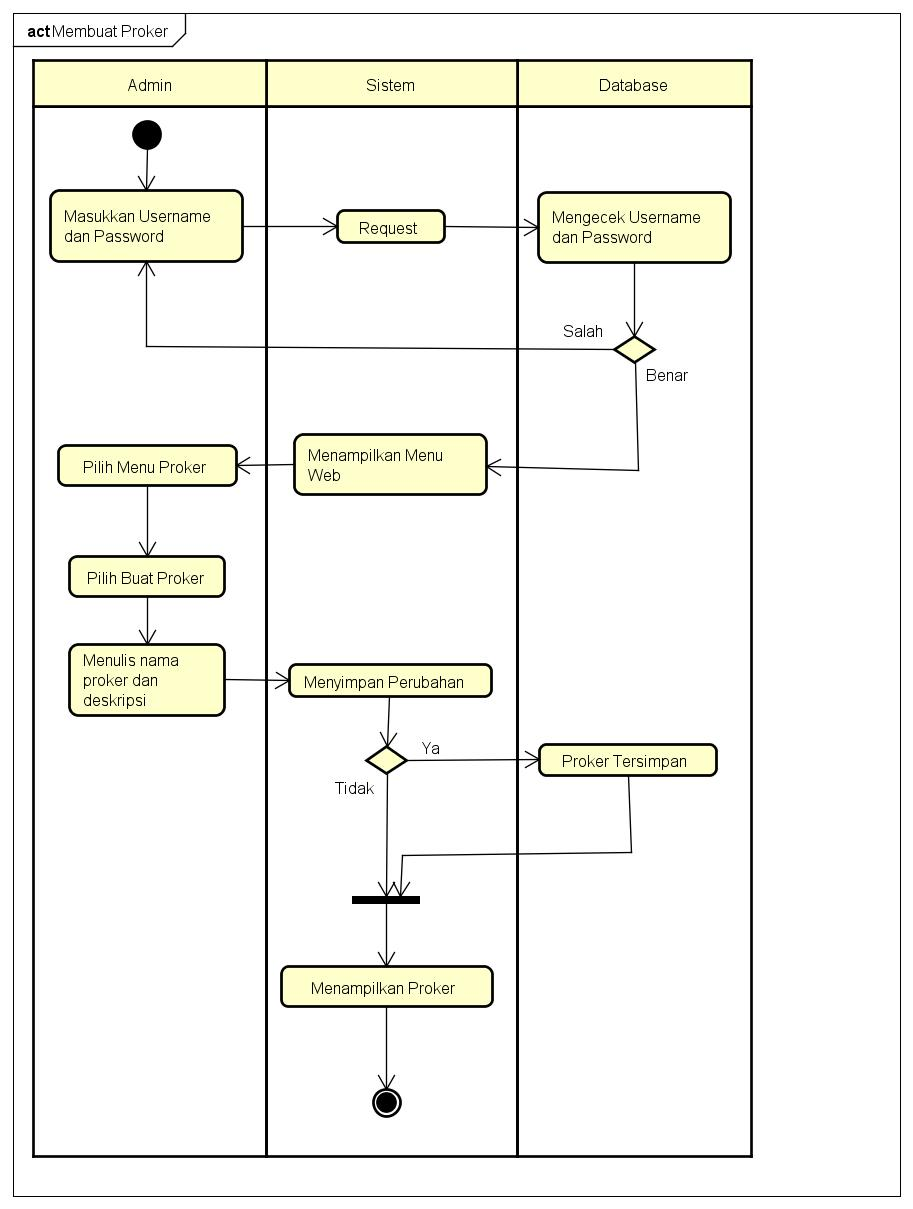 act Membuat Proker
Admin
Sistem
Database
Masukkan Username
dan Password
Request
Mengecek Username
dan Password
Salah
Benar
Pilih Menu Proker
Menampilkan Menu
Web
Pilih Buat Proker
Menulis nama
proker dan
deskripsi
Menyimpan Perubahan
Ya
Proker Tersimpan
Tidak
Menampilkan Proker